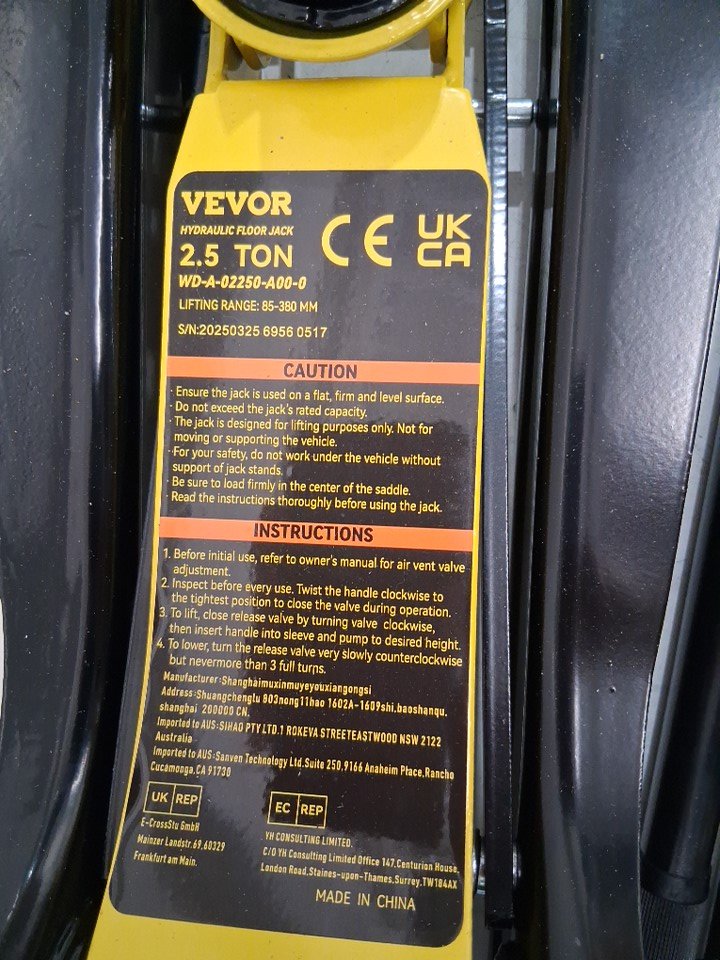 VEVOR
HYDRAULIC FLOOR JACK
2.5 TON
CE
UK
CA
WD-A-02250-A00-0
LIFTING RANGE: 85-380 MM
S/N:20250325 6956 0517
CAUTION
· Ensure the jack is used on a flat, firm and level surface.
· Do not exceed the jack's rated capacity.
· The jack is designed for lifting purposes only. Not for
moving or supporting the vehicle.
· For your safety, do not work under the vehicle without
support of jack stands.
· Be sure to load firmly in the center of the saddle.
· Read the instructions thoroughly before using the jack.
INSTRUCTIONS
1. Before initial use, refer to owner's manual for air vent valve
adjustment.
2. Inspect before every use. Twist the handle clockwise to
the tightest position to close the valve during operation.
3. To lift, close release valve by turning valve clockwise,
then insert handle into sleeve and pump to desired height.
4. To lower, turn the release valve very slowly counterclockwise
but nevermore than 3 full turns.
Manufacturer:Shanghaimuxinmuyeyouxiangongsi
Address:Shuangchenglu 803nong11hao 1602A-1609shi,baoshanqu,
shanghai 200000 CN.
Imported to AUS:SIHAO PTY LTD.1 ROKEVA STREETEASTWOOD NSW 2122
Australia
Imported to AUS:Sanven Technology Ltd.Suite 250,9166 Anaheim Place,Rancho
Cucamonga,CA 91730
UK REP
E-CrossStu GmbH
Mainzer Landstr.69,60329
Frankfurt am Main.
EC REP
YH CONSULTING LIMITED.
C/O YH Consulting Limited Office 147,Centurion House,
London Road,Staines-upon-Thames,Surrey,TW184AX
MADE IN CHINA